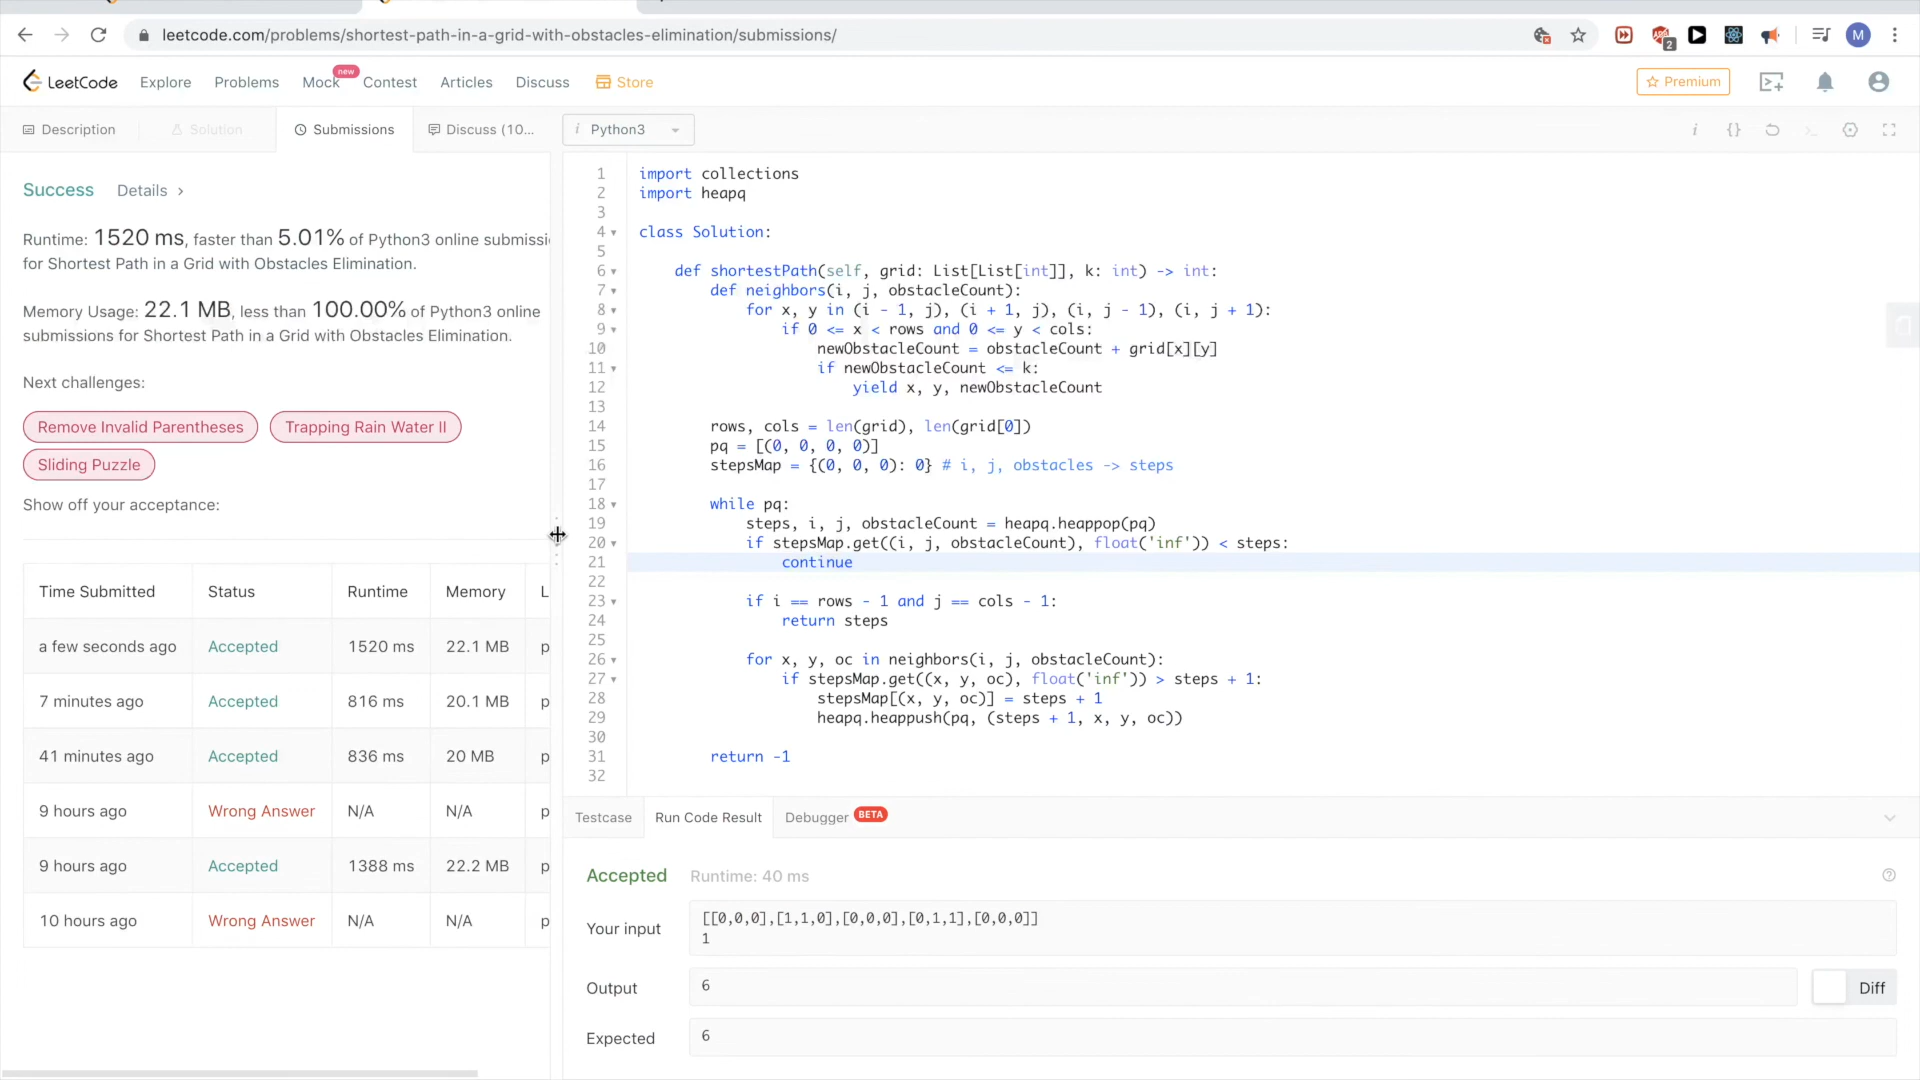 leetcode.com/problems/shortest-path-in-a-grid-with-obstacles-elimination/submissions/
2
M
LeetCode
Explore
Problems
Mock
new
Contest
Articles
Discuss
Store
Premium
Description
Solution
Submissions
Discuss (10...
i Python3
i
{}
Success
Details
Runtime: 1520 ms, faster than 5.01% of Python3 online submissi
for Shortest Path in a Grid with Obstacles Elimination.
Memory Usage: 22.1 MB, less than 100.00% of Python3 online
submissions for Shortest Path in a Grid with Obstacles Elimination.
Next challenges:
Remove Invalid Parentheses
Trapping Rain Water II
Sliding Puzzle
Show off your acceptance:
Time Submitted Status Runtime Memory L
a few seconds ago Accepted 1520 ms 22.1 MB p
7 minutes ago Accepted 816 ms 20.1 MB p
41 minutes ago Accepted 836 ms 20 MB p
9 hours ago Wrong Answer N/A N/A p
9 hours ago Accepted 1388 ms 22.2 MB p
10 hours ago Wrong Answer N/A N/A p
1 import collections
2 import heapq
3
4 class Solution:
5
6     def shortestPath(self, grid: List[List[int]], k: int) -> int:
7         def neighbors(i, j, obstacleCount):
8             for x, y in (i - 1, j), (i + 1, j), (i, j - 1), (i, j + 1):
9                 if 0 <= x < rows and 0 <= y < cols:
10                     newObstacleCount = obstacleCount + grid[x][y]
11                     if newObstacleCount <= k:
12                         yield x, y, newObstacleCount
13
14         rows, cols = len(grid), len(grid[0])
15         pq = [(0, 0, 0, 0)]
16         stepsMap = {(0, 0, 0): 0} # i, j, obstacles -> steps
17
18         while pq:
19             steps, i, j, obstacleCount = heapq.heappop(pq)
20             if stepsMap.get((i, j, obstacleCount), float('inf')) < steps:
21                 continue
22
23             if i == rows - 1 and j == cols - 1:
24                 return steps
25
26             for x, y, oc in neighbors(i, j, obstacleCount):
27                 if stepsMap.get((x, y, oc), float('inf')) > steps + 1:
28                     stepsMap[(x, y, oc)] = steps + 1
29                     heapq.heappush(pq, (steps + 1, x, y, oc))
30
31         return -1
32
Testcase
Run Code Result
Debugger BETA
Accepted
Runtime: 40 ms
Your input
[[0,0,0],[1,1,0],[0,0,0],[0,1,1],[0,0,0]]
1
Output
6
Diff
Expected
6